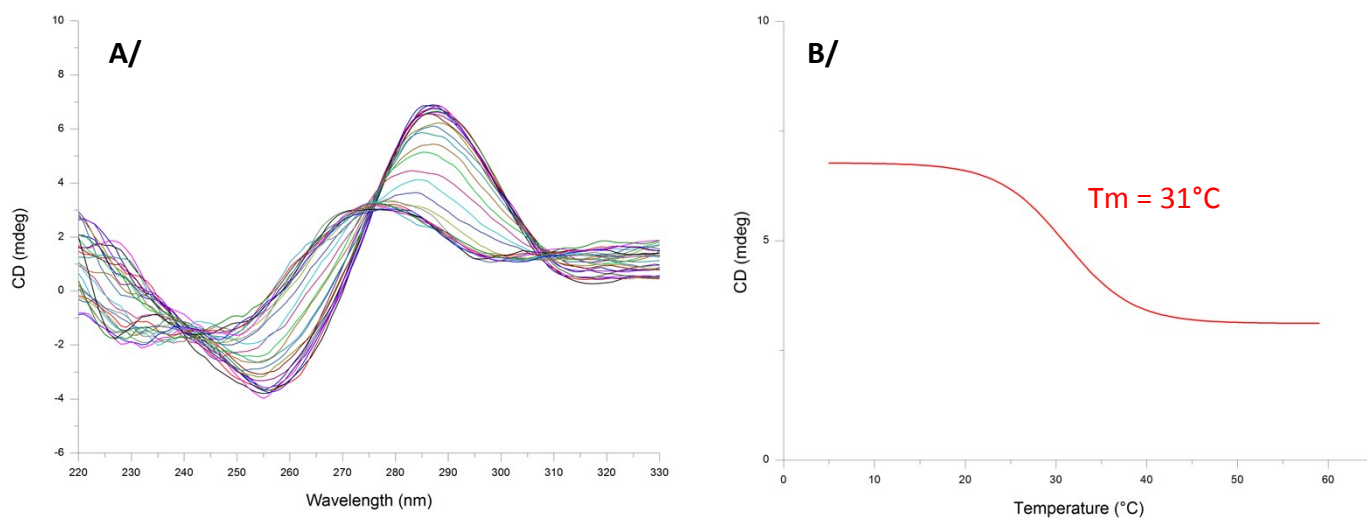 A/
10
8
6
4
2
0
-2
-4
-6
CD (mdeg)
220 230 240 250 260 270 280 290 300 310 320 330
Wavelength (nm)
B/
10
5
0
CD (mdeg)
Tm = 31°C
0 10 20 30 40 50 60
Temperature (°C)